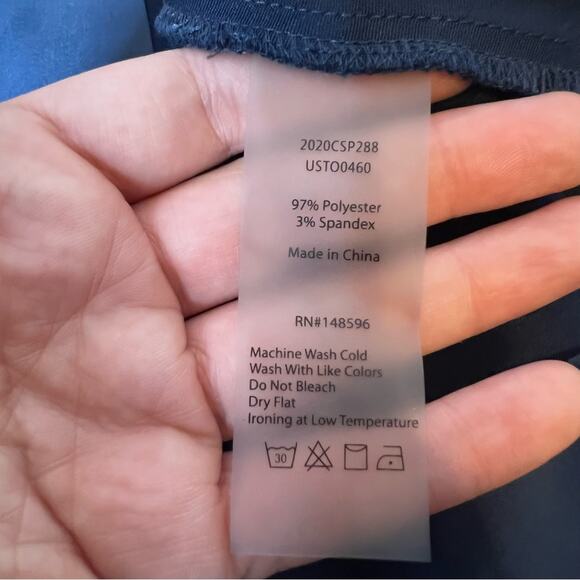 2020CSP288
USTO0460
97% Polyester
3% Spandex
Made in China
RN#148596
Machine Wash Cold
Wash With Like Colors
Do Not Bleach
Dry Flat
Ironing at Low Temperature
30